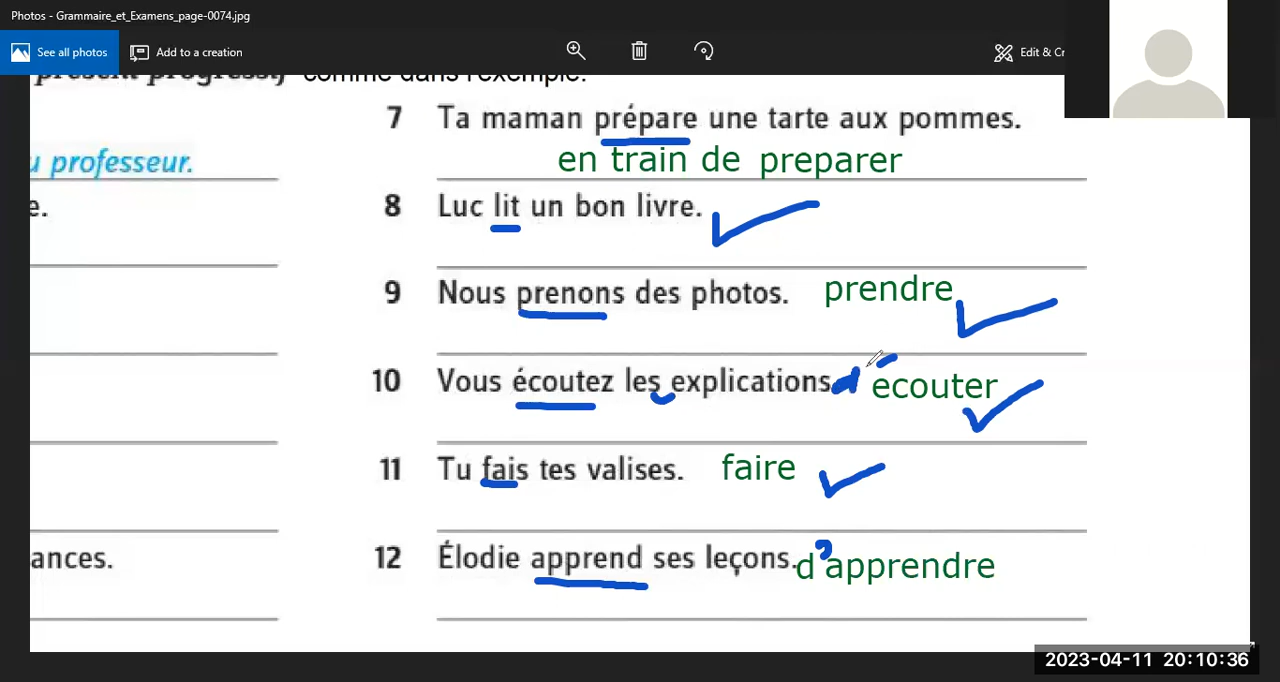 Photos - Grammaire_et_Examens_page-0074.jpg
See all photos
Add to a creation
Edit & Cr
présent progressif comme dans l'exemple.
7 Ta maman prépare une tarte aux pommes.
en train de preparer
u professeur.
8 Luc lit un bon livre.
e.
9 Nous prenons des photos. prendre
10 Vous écoutez les explications. d' ecouter
11 Tu fais tes valises. faire
12 Élodie apprend ses leçons. d'apprendre
ances.
2023-04-11 20:10:36